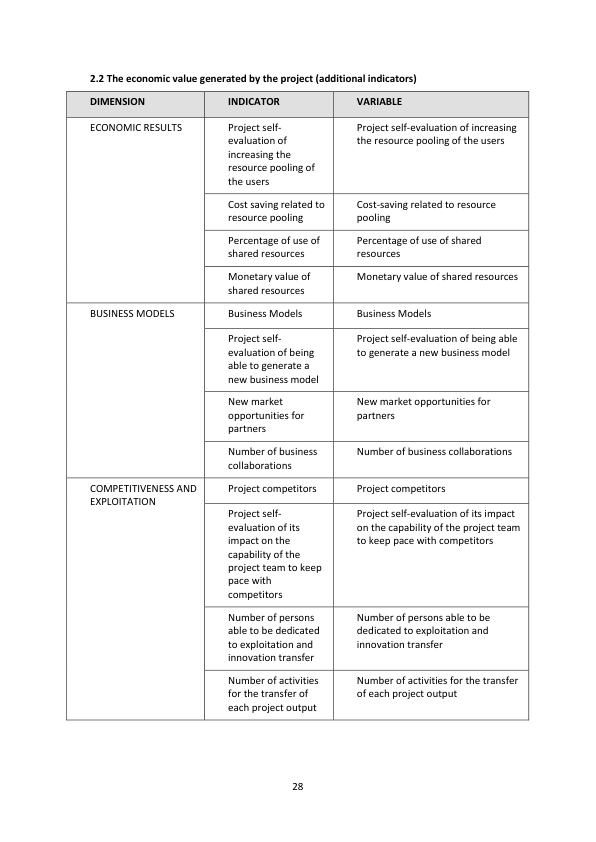 2.2 The economic value generated by the project (additional indicators)
DIMENSION
INDICATOR
VARIABLE
ECONOMIC RESULTS
Project self-
evaluation of
increasing the
resource pooling of
the users
Project self-evaluation of increasing
the resource pooling of the users
Cost saving related to
resource pooling
Cost-saving related to resource
pooling
Percentage of use of
shared resources
Percentage of use of shared
resources
Monetary value of
shared resources
Monetary value of shared resources
BUSINESS MODELS
Business Models
Business Models
Project self-
evaluation of being
able to generate a
new business model
Project self-evaluation of being able
to generate a new business model
New market
opportunities for
partners
New market opportunities for
partners
Number of business
collaborations
Number of business collaborations
COMPETITIVENESS AND
EXPLOITATION
Project competitors
Project competitors
Project self-
evaluation of its
impact on the
capability of the
project team to keep
pace with
competitors
Project self-evaluation of its impact
on the capability of the project team
to keep pace with competitors
Number of persons
able to be dedicated
to exploitation and
innovation transfer
Number of persons able to be
dedicated to exploitation and
innovation transfer
Number of activities
for the transfer of
each project output
Number of activities for the transfer
of each project output
28